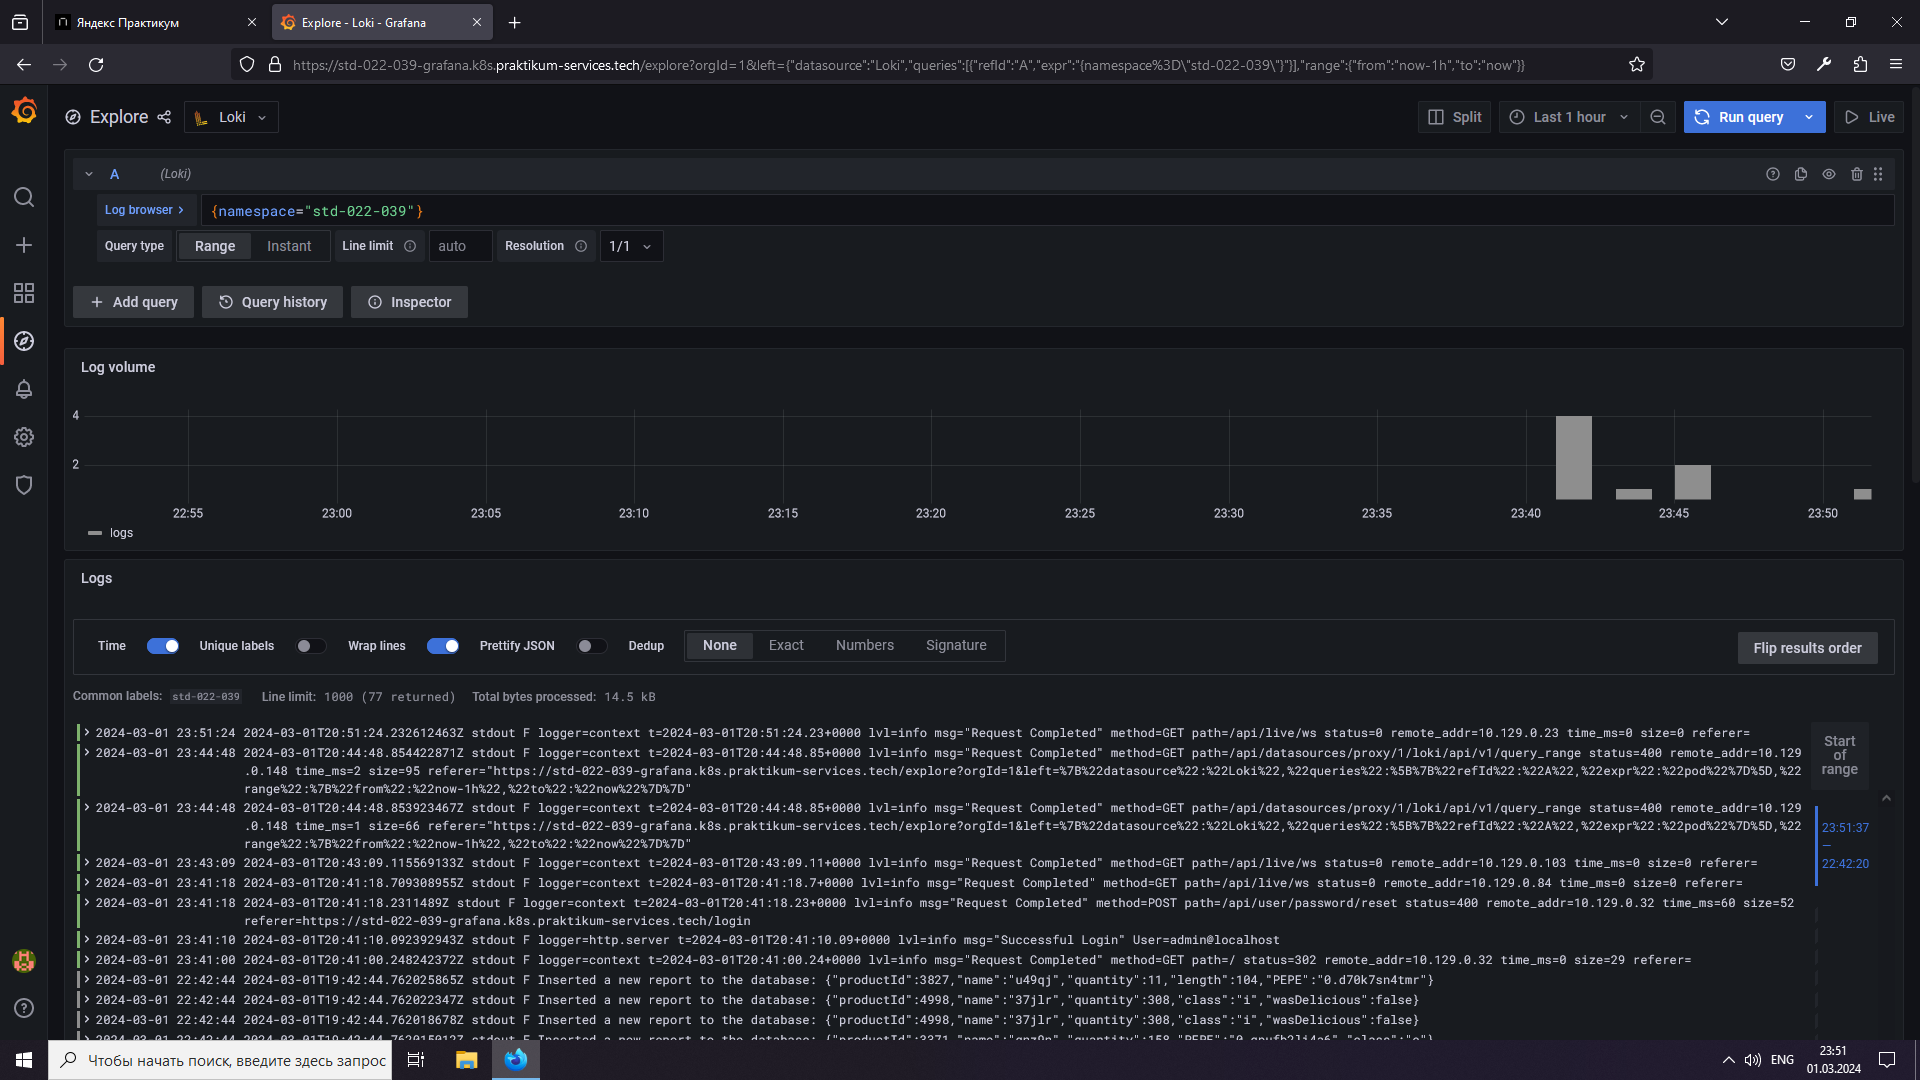 Яндекс Практикум
Explore - Loki - Grafana
https://std-022-039-grafana.k8s.praktikum-services.tech/explore?orgId=1&left={"datasource":"Loki","queries":[{"refId":"A","expr":"{namespace%3D\"std-022-039\"}"}],"range":{"from":"now-1h","to":"now"}}
Explore
Loki
Split
Last 1 hour
Run query
Live
A (Loki)
Log browser >
{namespace="std-022-039"}
Query type Range Instant Line limit auto Resolution 1/1
+ Add query
Query history
Inspector
Log volume
4
2
22:55 23:00 23:05 23:10 23:15 23:20 23:25 23:30 23:35 23:40 23:45 23:50
logs
Logs
Time Unique labels Wrap lines Prettify JSON Dedup None Exact Numbers Signature
Flip results order
Common labels: std-022-039 Line limit: 1000 (77 returned) Total bytes processed: 14.5 kB
2024-03-01 23:51:24 2024-03-01T20:51:24.232612463Z stdout F logger=context t=2024-03-01T20:51:24.23+0000 lvl=info msg="Request Completed" method=GET path=/api/live/ws status=0 remote_addr=10.129.0.23 time_ms=0 size=0 referer=
2024-03-01 23:44:48 2024-03-01T20:44:48.854422871Z stdout F logger=context t=2024-03-01T20:44:48.85+0000 lvl=info msg="Request Completed" method=GET path=/api/datasources/proxy/1/loki/api/v1/query_range status=400 remote_addr=10.129
.0.148 time_ms=2 size=95 referer="https://std-022-039-grafana.k8s.praktikum-services.tech/explore?orgId=1&left=%7B%22datasource%22:%22Loki%22,%22queries%22:%5B%7B%22refId%22:%22A%22,%22expr%22:%22pod%22%7D%5D,%22
range%22:%7B%22from%22:%22now-1h%22,%22to%22:%22now%22%7D%7D"
2024-03-01 23:44:48 2024-03-01T20:44:48.853923467Z stdout F logger=context t=2024-03-01T20:44:48.85+0000 lvl=info msg="Request Completed" method=GET path=/api/datasources/proxy/1/loki/api/v1/query_range status=400 remote_addr=10.129
.0.148 time_ms=1 size=66 referer="https://std-022-039-grafana.k8s.praktikum-services.tech/explore?orgId=1&left=%7B%22datasource%22:%22Loki%22,%22queries%22:%5B%7B%22refId%22:%22A%22,%22expr%22:%22pod%22%7D%5D,%22
range%22:%7B%22from%22:%22now-1h%22,%22to%22:%22now%22%7D%7D"
2024-03-01 23:43:09 2024-03-01T20:43:09.115569133Z stdout F logger=context t=2024-03-01T20:43:09.11+0000 lvl=info msg="Request Completed" method=GET path=/api/live/ws status=0 remote_addr=10.129.0.103 time_ms=0 size=0 referer=
2024-03-01 23:41:18 2024-03-01T20:41:18.709308955Z stdout F logger=context t=2024-03-01T20:41:18.7+0000 lvl=info msg="Request Completed" method=GET path=/api/live/ws status=0 remote_addr=10.129.0.84 time_ms=0 size=0 referer=
2024-03-01 23:41:18 2024-03-01T20:41:18.2311489Z stdout F logger=context t=2024-03-01T20:41:18.23+0000 lvl=info msg="Request Completed" method=POST path=/api/user/password/reset status=400 remote_addr=10.129.0.32 time_ms=60 size=52
referer=https://std-022-039-grafana.k8s.praktikum-services.tech/login
2024-03-01 23:41:10 2024-03-01T20:41:10.092392943Z stdout F logger=http.server t=2024-03-01T20:41:10.09+0000 lvl=info msg="Successful Login" User=admin@localhost
2024-03-01 23:41:00 2024-03-01T20:41:00.248242372Z stdout F logger=context t=2024-03-01T20:41:00.24+0000 lvl=info msg="Request Completed" method=GET path=/ status=302 remote_addr=10.129.0.32 time_ms=0 size=29 referer=
2024-03-01 22:42:44 2024-03-01T19:42:44.762025865Z stdout F Inserted a new report to the database: {"productId":3827,"name":"u49qj","quantity":11,"length":104,"PEPE":"0.d70k7sn4tmr"}
2024-03-01 22:42:44 2024-03-01T19:42:44.762022347Z stdout F Inserted a new report to the database: {"productId":4998,"name":"37jlr","quantity":308,"class":"i","wasDelicious":false}
2024-03-01 22:42:44 2024-03-01T19:42:44.762018678Z stdout F Inserted a new report to the database: {"productId":4998,"name":"37jlr","quantity":308,"class":"i","wasDelicious":false}
Start
of
range
23:51:37
—
22:42:20
Чтобы начать поиск, введите здесь запрос
ENG
23:51
01.03.2024